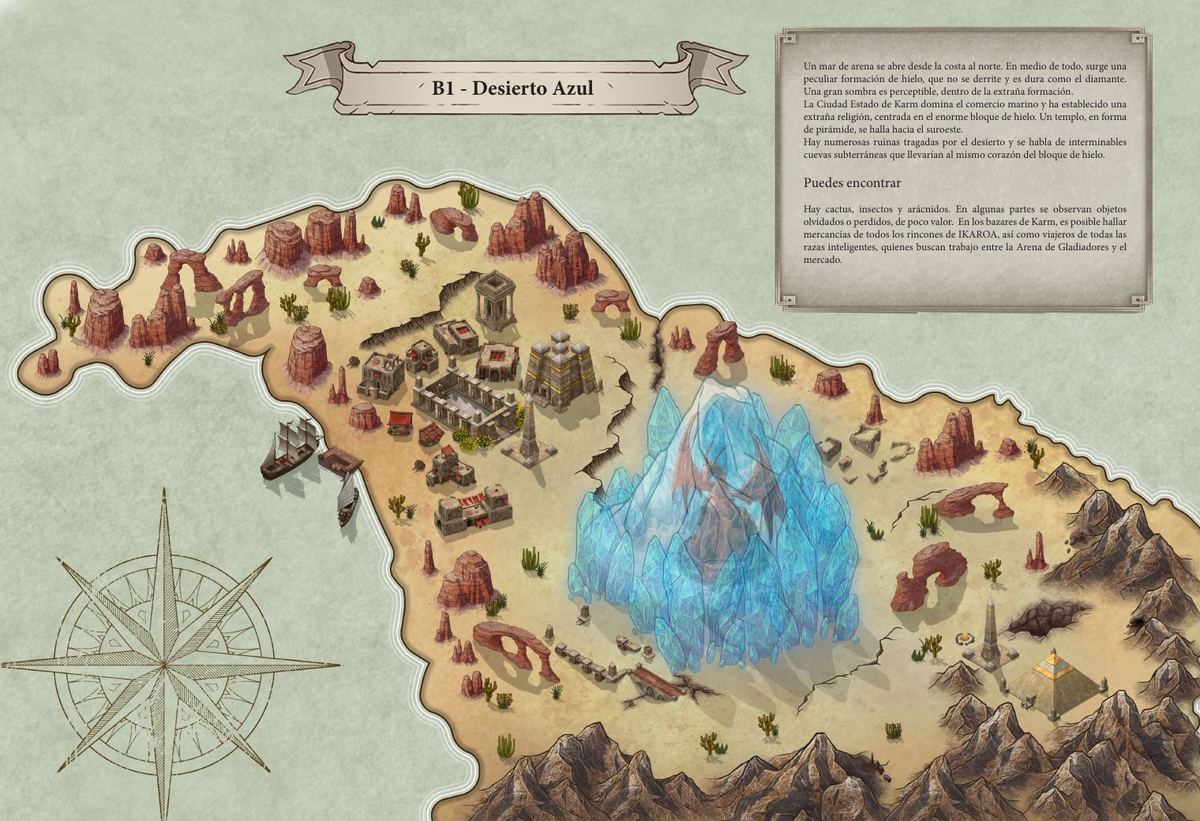 B1 - Desierto Azul
Un mar de arena se abre desde la costa al norte. En medio de todo, surge una
peculiar formación de hielo, que no se derrite y es dura como el diamante.
Una gran sombra es perceptible, dentro de la extraña formación.
La Ciudad Estado de Karm domina el comercio marino y ha establecido una
extraña religión, centrada en el enorme bloque de hielo. Un templo, en forma
de pirámide, se halla hacia el suroeste.
Hay numerosas ruinas tragadas por el desierto y se habla de interminables
cuevas subterráneas que llevarían al mismo corazón del bloque de hielo.
Puedes encontrar
Hay cactus, insectos y arácnidos. En algunas partes se observan objetos
olvidados o perdidos, de poco valor. En los bazares de Karm, es posible hallar
mercancías de todos los rincones de IKAROA, así como viajeros de todas las
razas inteligentes, quienes buscan trabajo entre la Arena de Gladiadores y el
mercado.